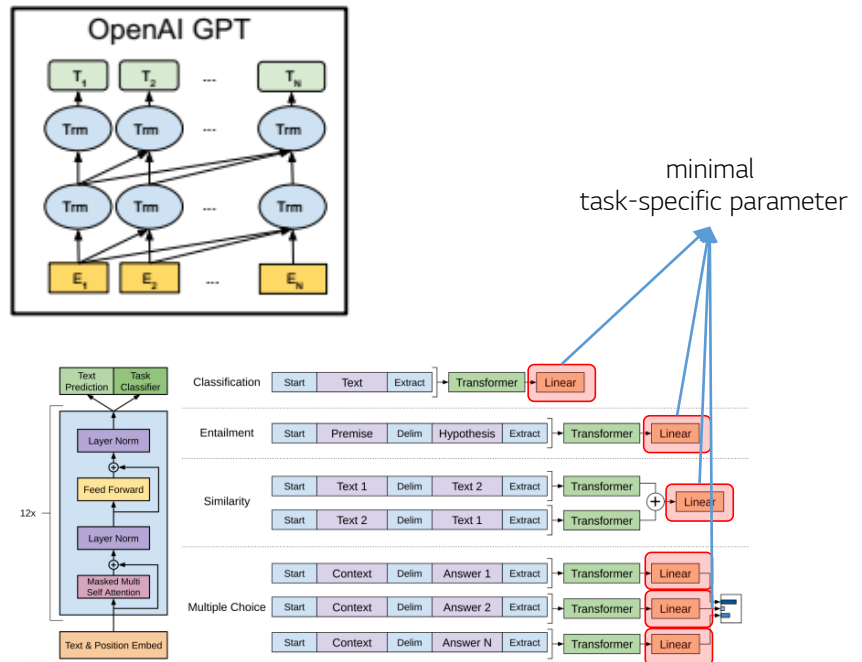 OpenAI GPT
T1 T2 ... TN
Trm Trm ... Trm
Trm Trm ... Trm
E1 E2 ... EN
minimal
task-specific parameter
Text
Prediction
Task
Classifier
Layer Norm
+
Feed Forward
12x
Layer Norm
+
Masked Multi
Self Attention
Text & Position Embed
Classification Start Text Extract Transformer Linear
Entailment Start Premise Delim Hypothesis Extract Transformer Linear
Similarity
Start Text 1 Delim Text 2 Extract Transformer
+ Linear
Start Text 2 Delim Text 1 Extract Transformer
Multiple Choice
Start Context Delim Answer 1 Extract Transformer Linear
Start Context Delim Answer 2 Extract Transformer Linear
Start Context Delim Answer N Extract Transformer Linear